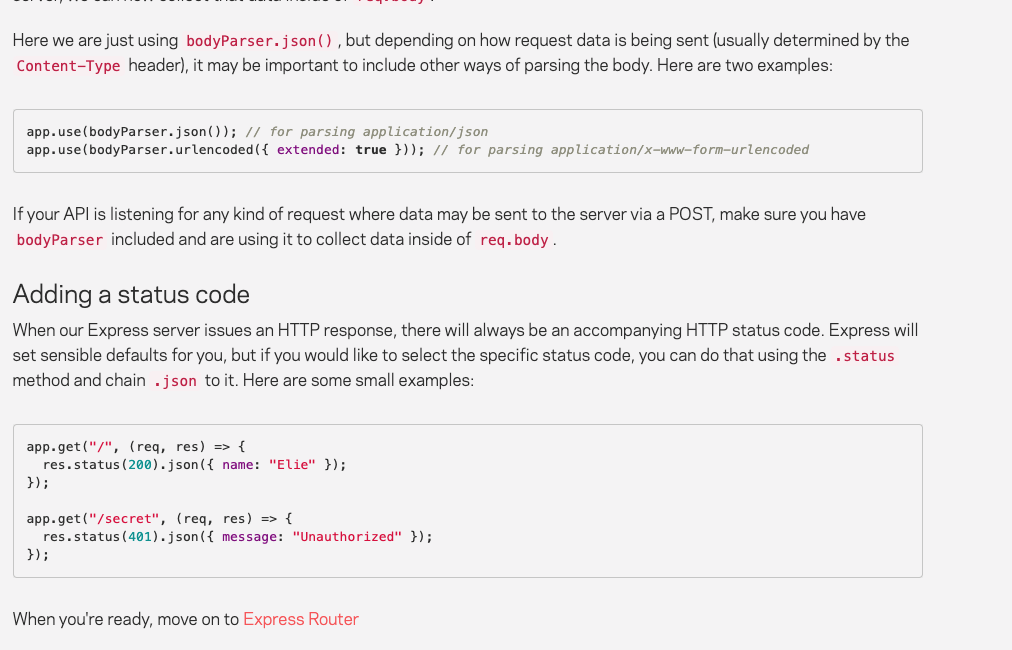 Here we are just using bodyParser.json() , but depending on how request data is being sent (usually determined by the
Content-Type header), it may be important to include other ways of parsing the body. Here are two examples:
app.use(bodyParser.json()); // for parsing application/json
app.use(bodyParser.urlencoded({ extended: true })); // for parsing application/x-www-form-urlencoded
If your API is listening for any kind of request where data may be sent to the server via a POST, make sure you have
bodyParser included and are using it to collect data inside of req.body .
Adding a status code
When our Express server issues an HTTP response, there will always be an accompanying HTTP status code. Express will
set sensible defaults for you, but if you would like to select the specific status code, you can do that using the .status
method and chain .json to it. Here are some small examples:
app.get("/", (req, res) => {
  res.status(200).json({ name: "Elie" });
});
app.get("/secret", (req, res) => {
  res.status(401).json({ message: "Unauthorized" });
});
When you're ready, move on to Express Router